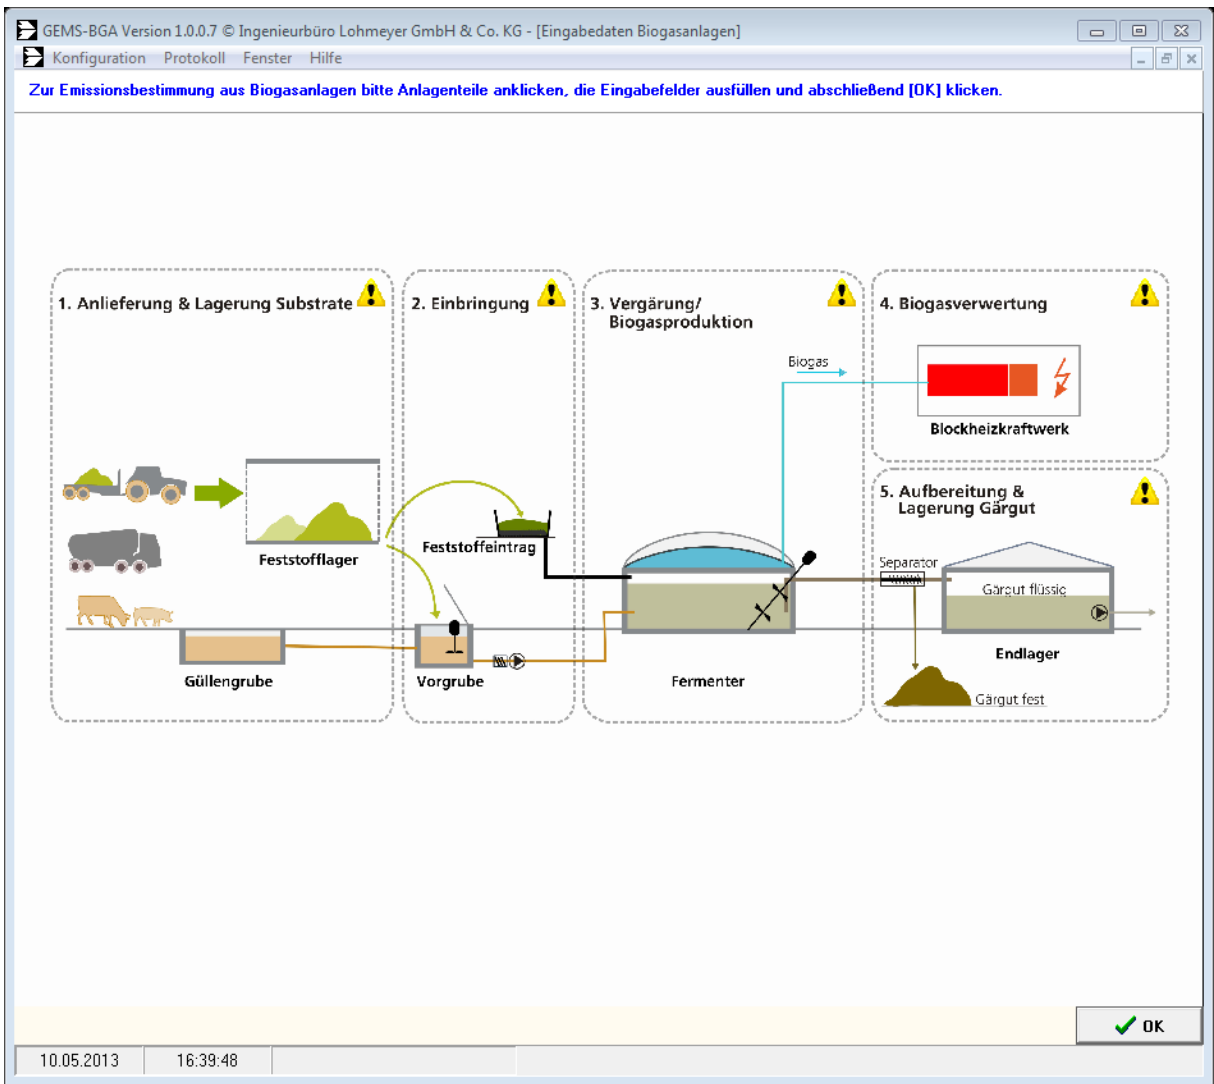 GEMS-BGA Version 1.0.0.7 © Ingenieurbüro Lohmeyer GmbH & Co. KG - [Eingabedaten Biogasanlagen]
Konfiguration Protokoll Fenster Hilfe
Zur Emissionsbestimmung aus Biogasanlagen bitte Anlagenteile anklicken, die Eingabefelder ausfüllen und abschließend [OK] klicken.
1. Anlieferung & Lagerung Substrate
Feststofflager
Güllengrube
2. Einbringung
Feststoffeintrag
Vorgrube
3. Vergärung/
Biogasproduktion
Biogas
Fermenter
4. Biogasverwertung
Blockheizkraftwerk
5. Aufbereitung &
Lagerung Gärgut
Separator
Gärgut flüssig
Endlager
Gärgut fest
OK
10.05.2013 16:39:48